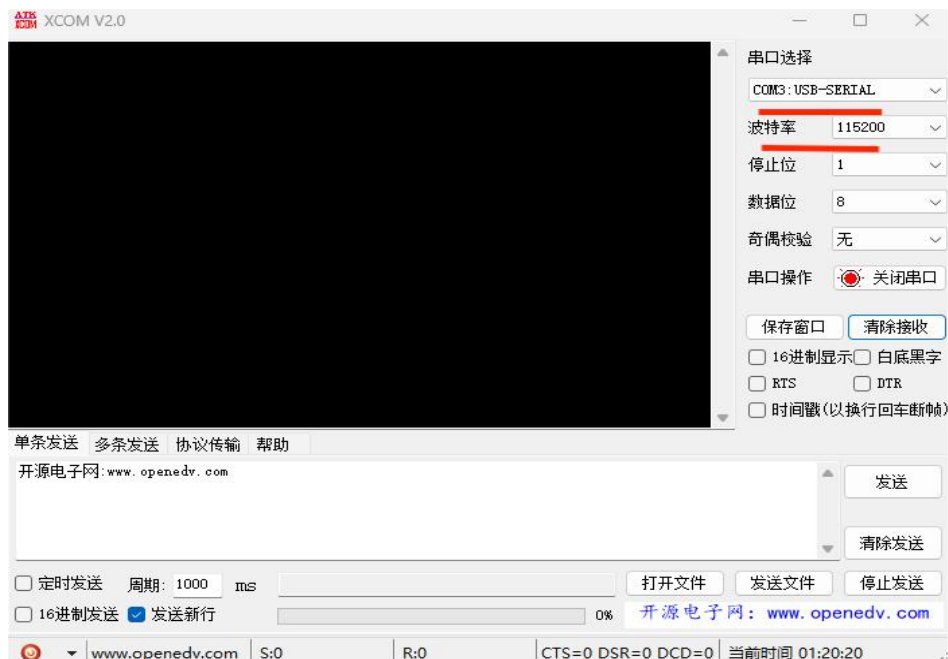 ATK XCOM XCOM V2.0
串口选择
COM3:USB-SERIAL
波特率 115200
停止位 1
数据位 8
奇偶校验 无
串口操作 关闭串口
保存窗口 清除接收
16进制显示 白底黑字
RTS DTR
时间戳(以换行回车断帧)
单条发送 多条发送 协议传输 帮助
开源电子网:www.openedv.com
发送
清除发送
定时发送 周期: 1000 ms 打开文件 发送文件 停止发送
16进制发送 发送新行 0% 开源电子网: www.openedv.com
www.openedv.com S:0 R:0 CTS=0 DSR=0 DCD=0 当前时间 01:20:20